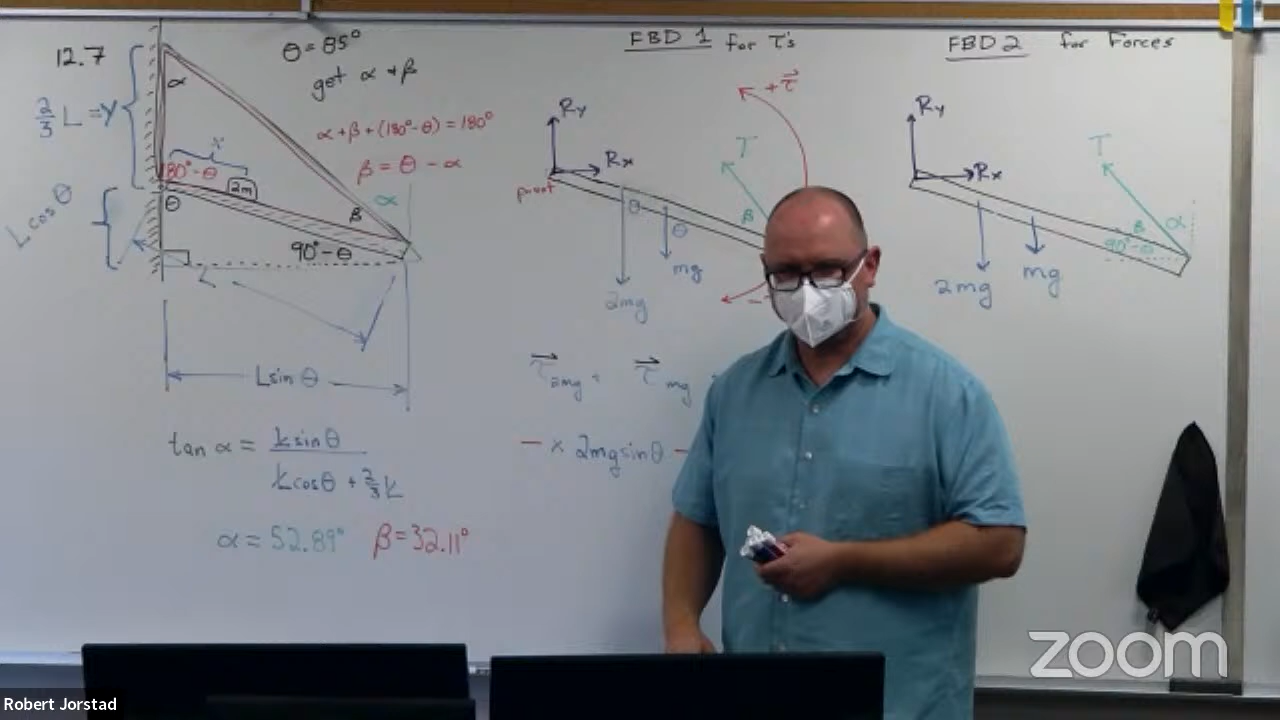 12.7
θ = 85°
get α + β
α
2/3 L = y
α + β + (180° - θ) = 180°
β = θ - α
x
180° - θ
2m
α
L cos θ
θ
β
90° - θ
L
L sin θ
tan α = L sin θ / L cos θ + 2/3 L
α = 52.89° β = 32.11°
FBD 1 for τ's
+ τ
Ry
T
Rx
pivot
θ
β
θ
mg
2mg
−
τ2mg + τmg
− x 2mg sin θ −
FBD 2 for Forces
Ry
T
Rx
β
α
90° - θ
2mg
mg
zoom
Robert Jorstad